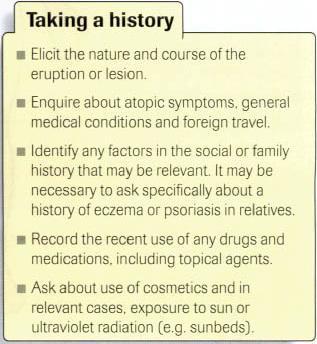 Taking a history
■ Elicit the nature and course of the
eruption or lesion.
■ Enquire about atopic symptoms, general
medical conditions and foreign travel.
■ Identify any factors in the social or family
history that may be relevant. It may be
necessary to ask specifically about a
history of eczema or psoriasis in relatives.
■ Record the recent use of any drugs and
medications, including topical agents.
■ Ask about use of cosmetics and in
relevant cases, exposure to sun or
ultraviolet radiation (e.g. sunbeds).